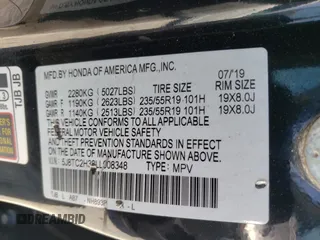 TJB JB
MFD.BY HONDA OF AMERICA MFG.,INC. 07/19
GVWR 2280KG (5027LBS) TIRE SIZE RIM SIZE
GAWR F 1190KG (2623LBS) 235/55R19 101H 19X8.0J
GAWR R 1140KG (2513LBS) 235/55R19 101H 19X8.0J
THIS VEHICLE CONFORMS TO ALL APPLICABLE
FEDERAL MOTOR VEHICLE SAFETY
AND THEFT PREVENTION STANDARDS IN EFFECT ON THE
DATE OF MANUFACTURE SHOWN ABOVE.
TYPE: MPV
DREAMBID